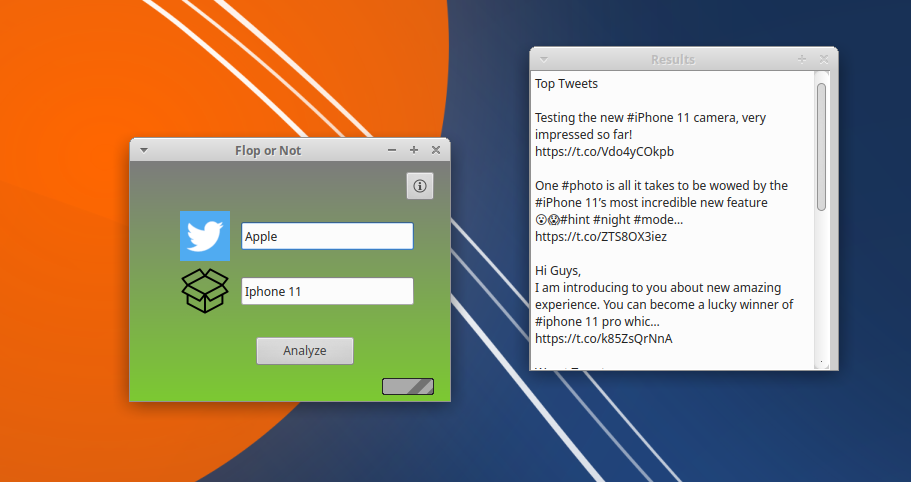 Flop or Not
Apple
Iphone 11
Analyze
Results
Top Tweets
Testing the new #iPhone 11 camera, very
impressed so far!
https://t.co/Vdo4yCOkpb
One #photo is all it takes to be wowed by the
#iPhone 11's most incredible new feature
😮😱#hint #night #mode…
https://t.co/ZTS8OX3iez
Hi Guys,
I am introducing to you about new amazing
experience. You can become a lucky winner of
#iphone 11 pro whic…
https://t.co/k85ZsQrNnA